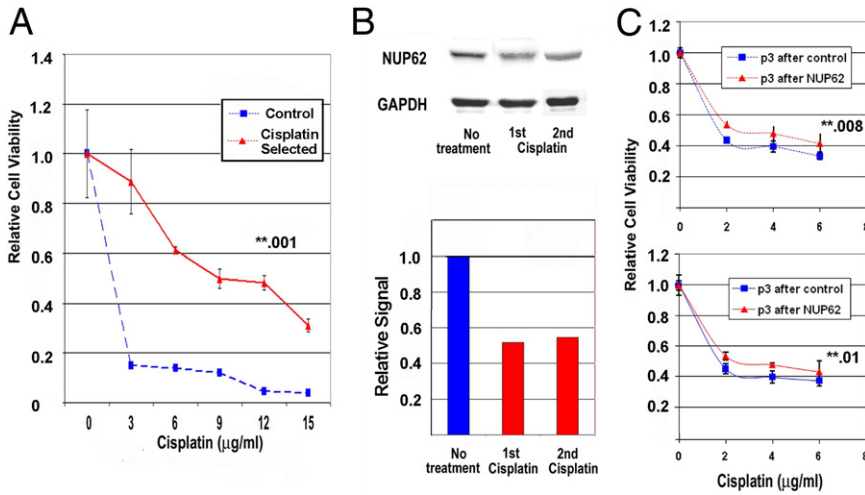 A
Relative Cell Viability
1.4
1.2
1.0
0.8
0.6
0.4
0.2
0
Control
Cisplatin
Selected
**.001
0 3 6 9 12 15
Cisplatin (µg/ml)
B
NUP62
GAPDH
No 1st 2nd
treatment Cisplatin
Relative Signal
1.0
0.8
0.6
0.4
No 1st 2nd
treatment Cisplatin Cisplatin
C
Relative Cell Viability
1.2
1.0
0.8
0.6
0.4
0.2
p3 after control
p3 after NUP62
**.008
0 2 4 6 8
1.2
1.0
0.8
0.6
0.4
0.2
p3 after control
p3 after NUP62
**.01
0 2 4 6 8
Cisplatin (µg/ml)